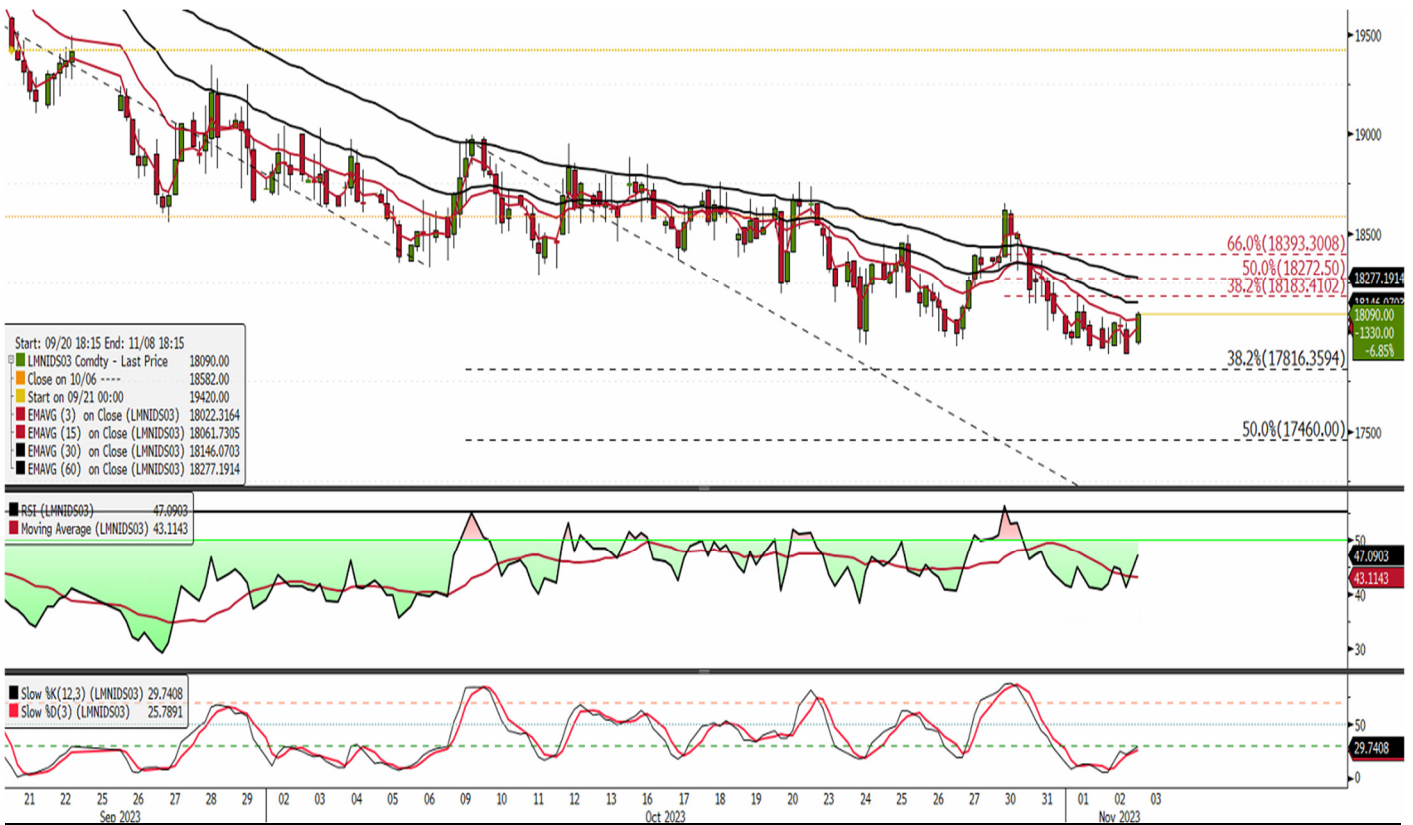 19500
19000
18500
66.0%(18393.3008)
50.0%(18272.50)
38.2%(18183.4102)
18277.1914
18146.0703
18090.00
-1330.00
-6.85%
38.2%(17816.3594)
50.0%(17460.00)
17500
Start: 09/20 18:15 End: 11/08 18:15
LMNIDS03 Comdty - Last Price 18090.00
Close on 10/06 ---- 18582.00
Start on 09/21 00:00 19420.00
EMAVG (3) on Close (LMNIDS03) 18022.3164
EMAVG (15) on Close (LMNIDS03) 18061.7305
EMAVG (30) on Close (LMNIDS03) 18146.0703
EMAVG (60) on Close (LMNIDS03) 18277.1914
RSI (LMNIDS03) 47.0903
Moving Average (LMNIDS03) 43.1143
50
47.0903
43.1143
40
30
Slow %K(12,3) (LMNIDS03) 29.7408
Slow %D(3) (LMNIDS03) 25.7891
50
29.7408
0
21 22 25 26 27 28 29 02 03 04 05 06 09 10 11 12 13 16 17 18 19 20 23 24 25 26 27 30 31 01 02 03
Sep 2023 Oct 2023 Nov 2023